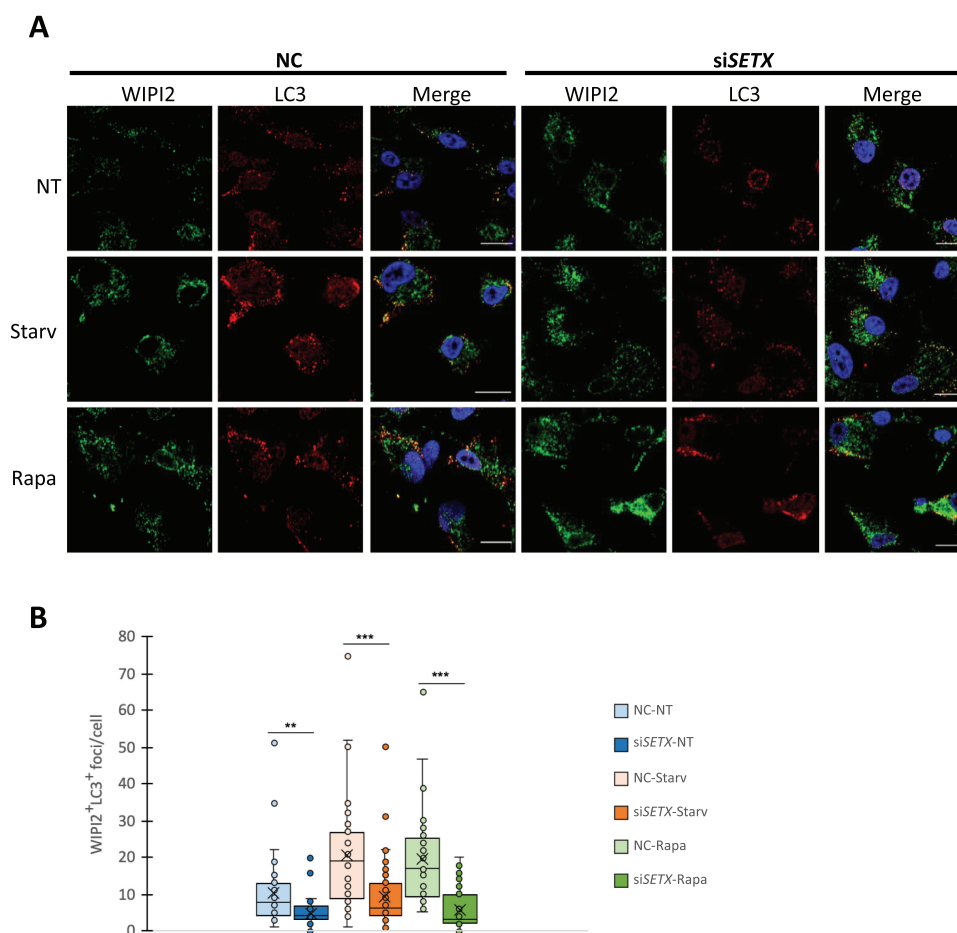 A
NC
siSETX
WIPI2 LC3 Merge WIPI2 LC3 Merge
NT
Starv
Rapa
B
WIPI2+LC3+ foci/cell
80
70
60
50
40
30
20
10
0
**
***
***
NC-NT
siSETX-NT
NC-Starv
siSETX-Starv
NC-Rapa
siSETX-Rapa